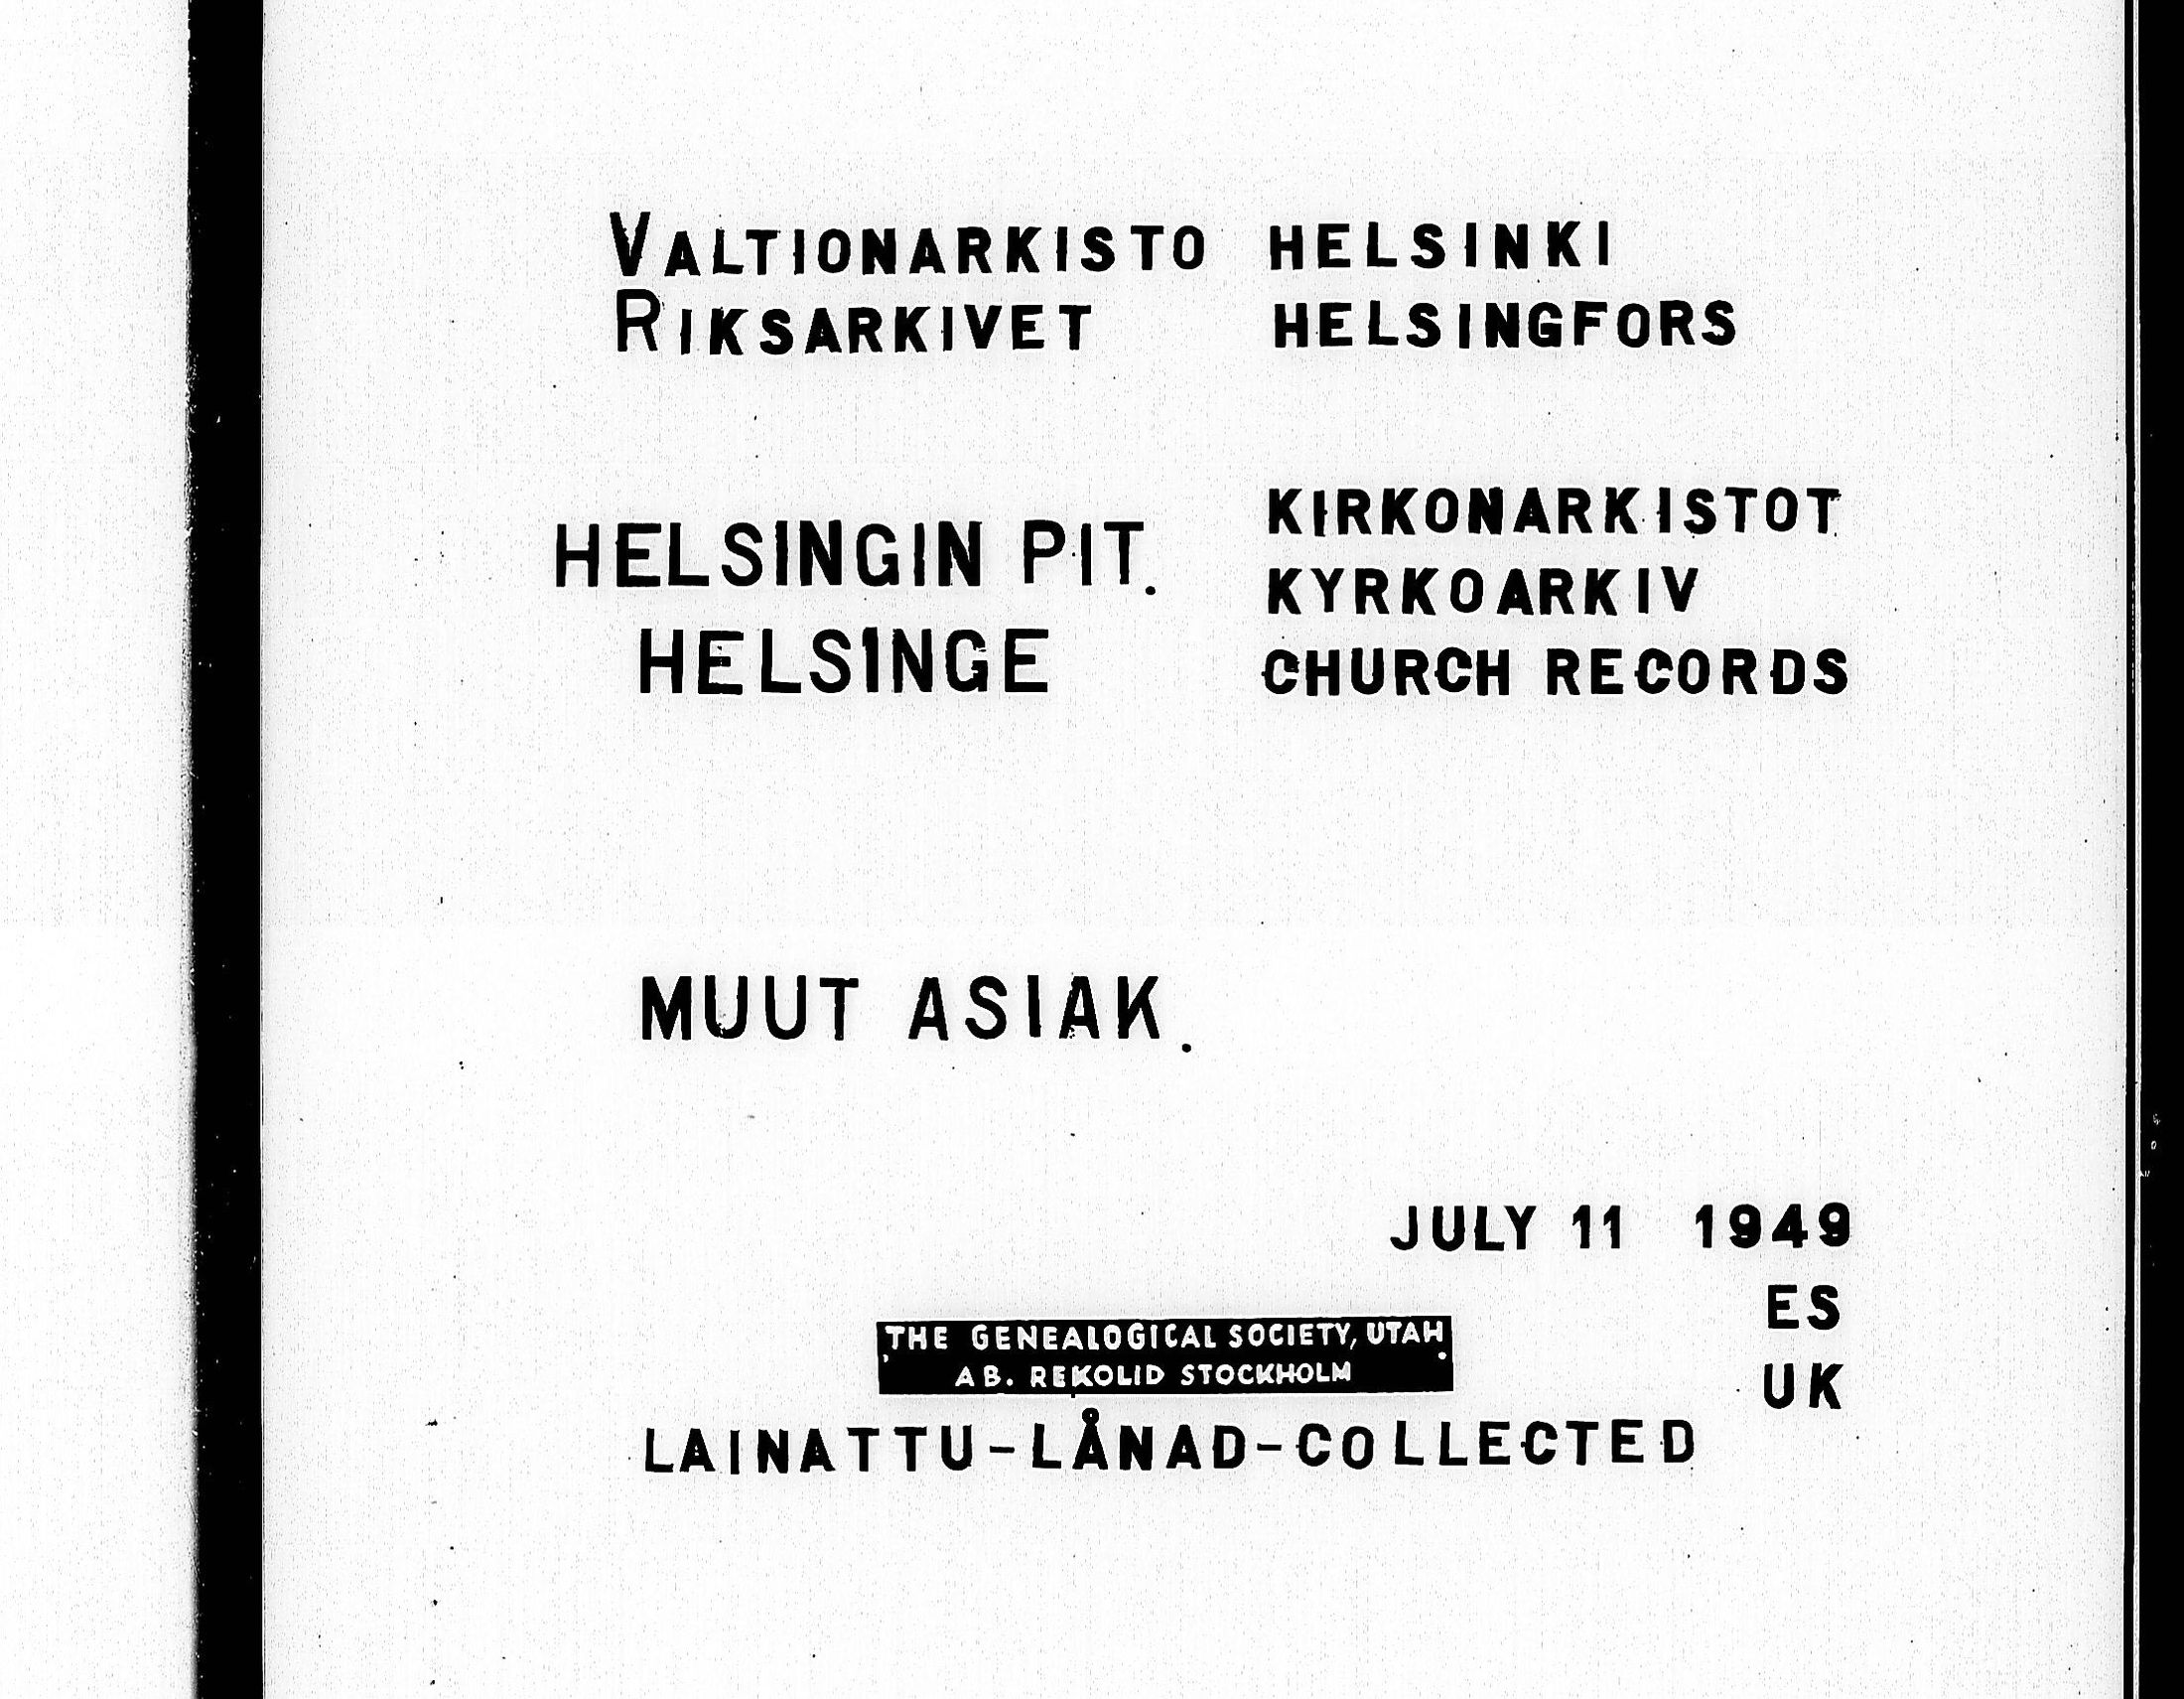 VALTIONARKISTO HELSINKI
RIKSARKIVET HELSINGFORS
HELSINGIN PIT.
HELSINGE
KIRKONARKISTOT
KYRKOARKIV
CHURCH RECORDS
MUUT ASIAK.
JULY 11 1949
ES
UK
THE GENEALOGICAL SOCIETY, UTAH.
AB. REKOLID STOCKHOLM
LAINATTU-LÅNAD-COLLECTED